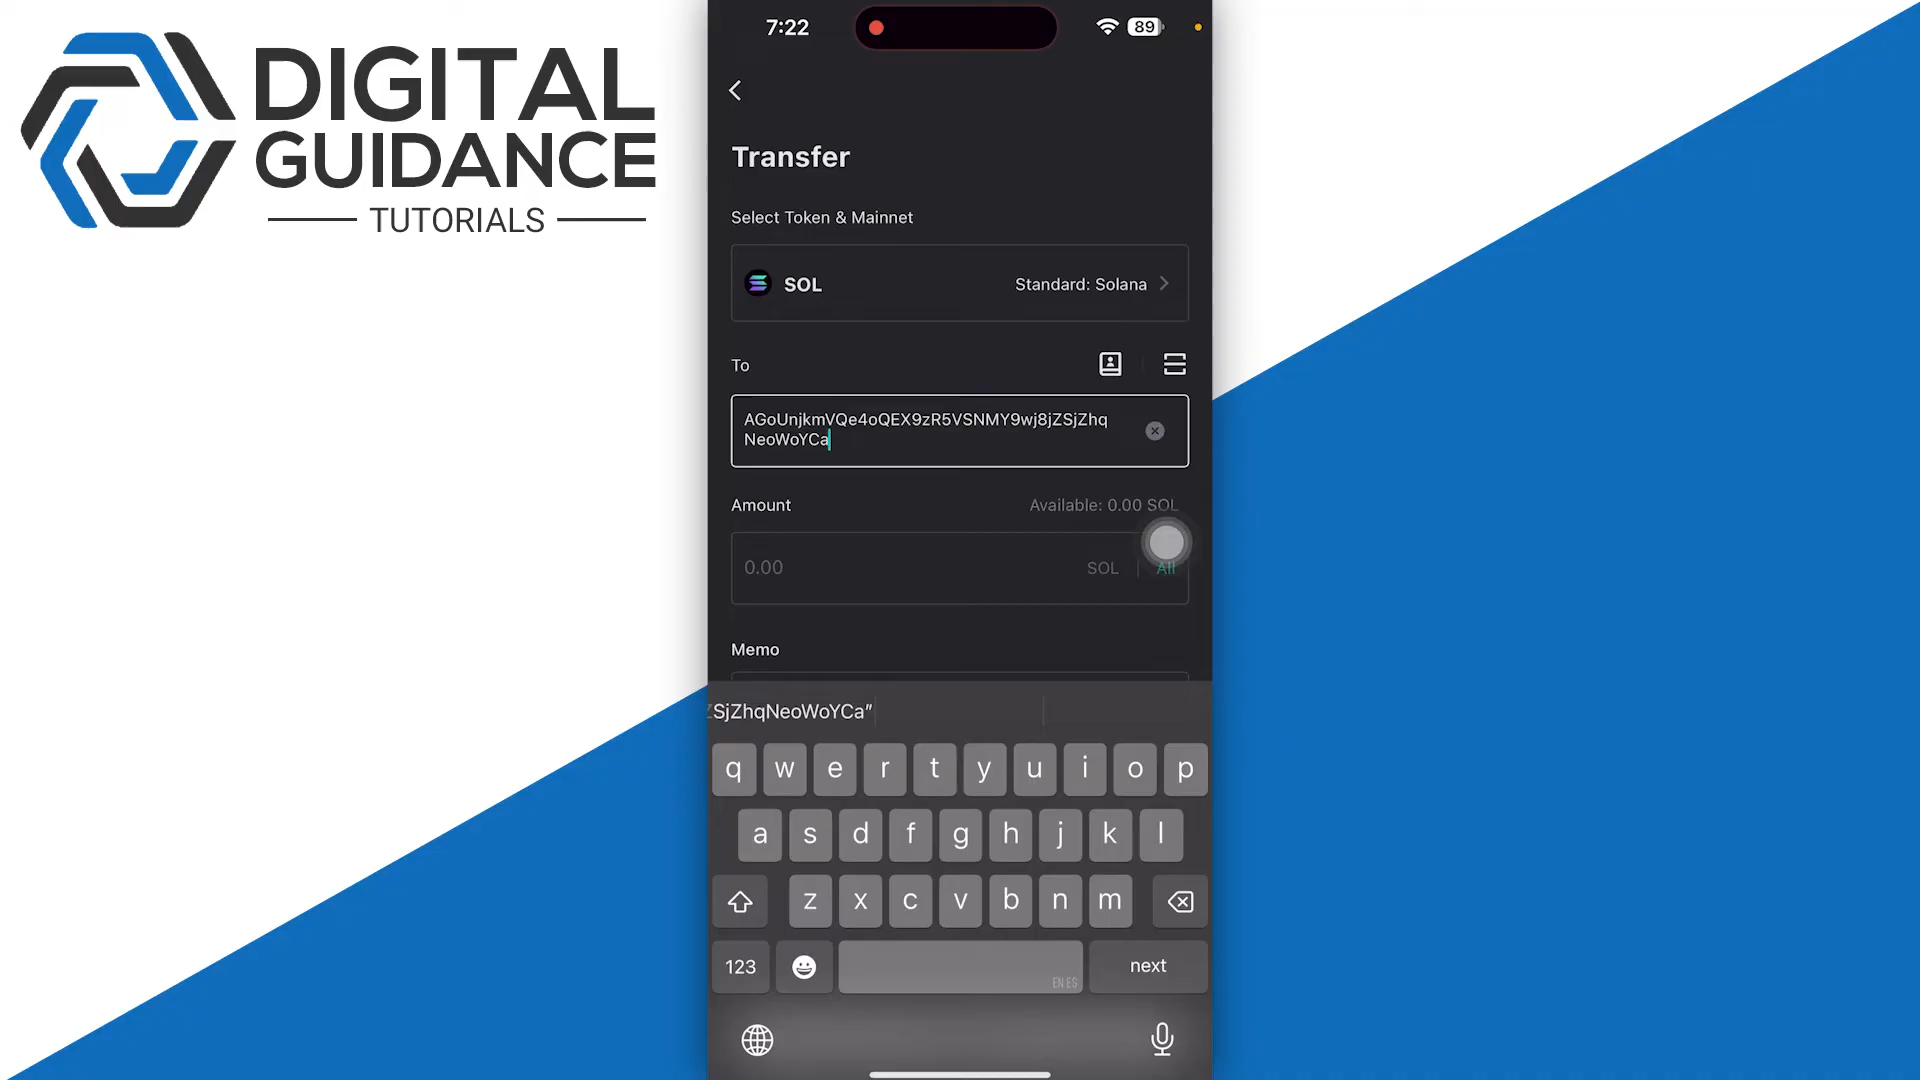 DIGITAL
GUIDANCE
TUTORIALS
7:22
89
Transfer
Select Token & Mainnet
SOL
Standard: Solana
To
AGoUnjkmVQe4oQEX9zR5VSNMY9wj8jZSjZhq
NeoWoYCa
Amount
Available: 0.00 SOL
0.00
SOL
All
Memo
ZSjZhqNeoWoYCa"
q w e r t y u i o p
a s d f g h j k l
z x c v b n m
123
EN ES
next